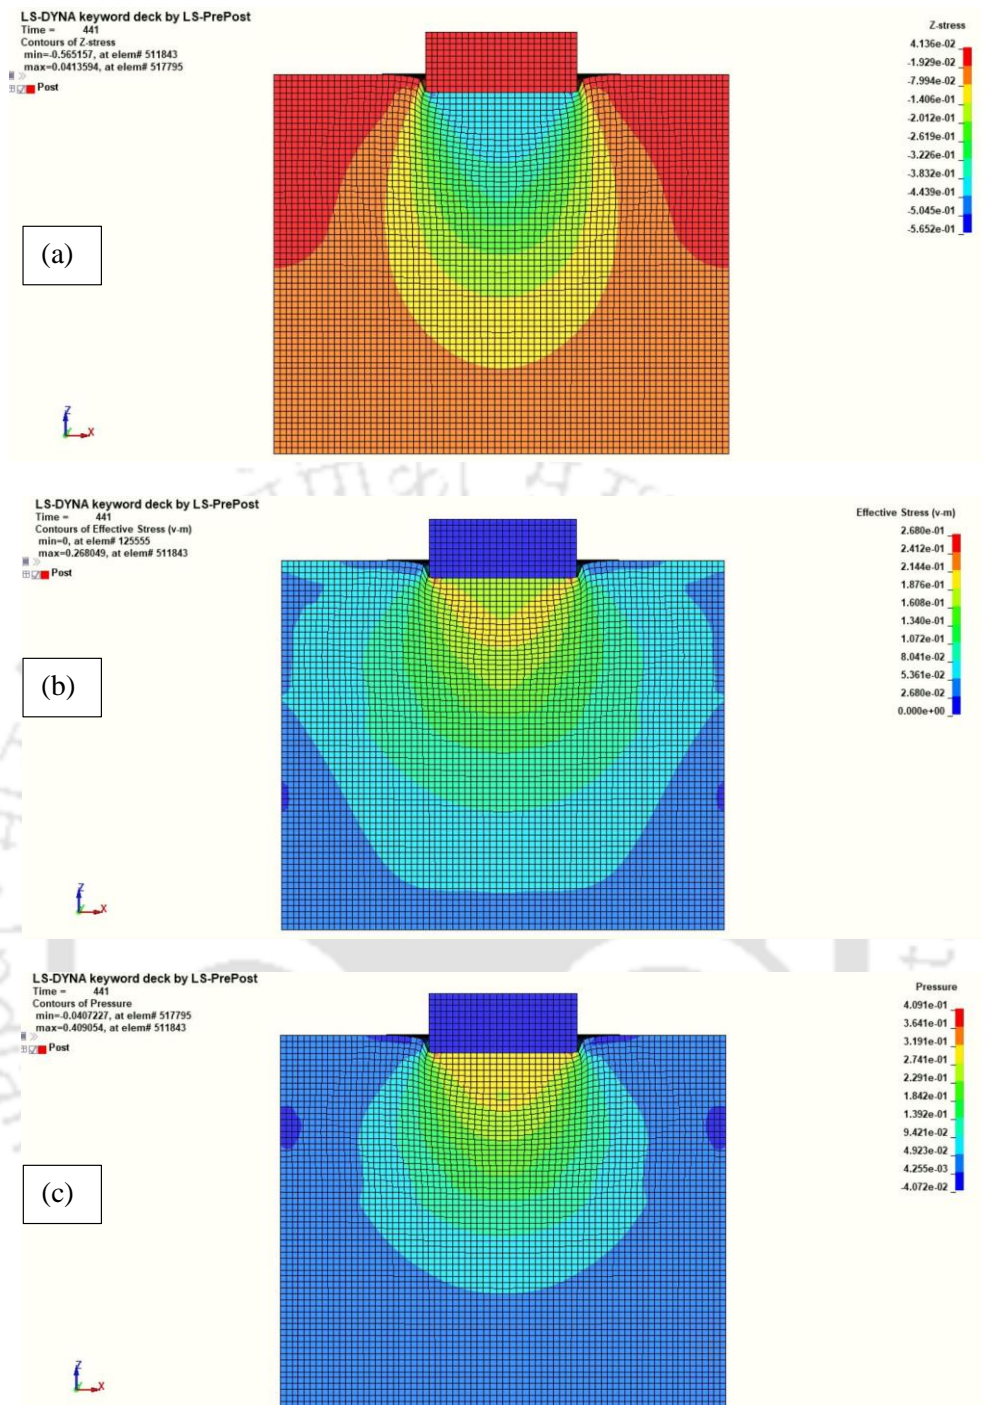 LS-DYNA keyword deck by LS-PrePost
Time = 441
Contours of Z-stress
min=-0.565157, at elem# 511843
max=0.0413594, at elem# 517795
Post
Z-stress
4.136e-02
-1.929e-02
-7.994e-02
-1.406e-01
-2.012e-01
-2.619e-01
-3.226e-01
-3.832e-01
-4.439e-01
-5.045e-01
-5.652e-01
(a)
Z
X
LS-DYNA keyword deck by LS-PrePost
Time = 441
Contours of Effective Stress (v-m)
min=0, at elem# 125555
max=0.268049, at elem# 511843
Post
Effective Stress (v-m)
2.680e-01
2.412e-01
2.144e-01
1.876e-01
1.608e-01
1.340e-01
1.072e-01
8.041e-02
5.361e-02
2.680e-02
0.000e+00
(b)
Z
X
LS-DYNA keyword deck by LS-PrePost
Time = 441
Contours of Pressure
min=-0.0407227, at elem# 517795
max=0.409054, at elem# 511843
Post
Pressure
4.091e-01
3.641e-01
3.191e-01
2.741e-01
2.291e-01
1.842e-01
1.392e-01
9.421e-02
4.923e-02
4.255e-03
-4.072e-02
(c)
Z
X